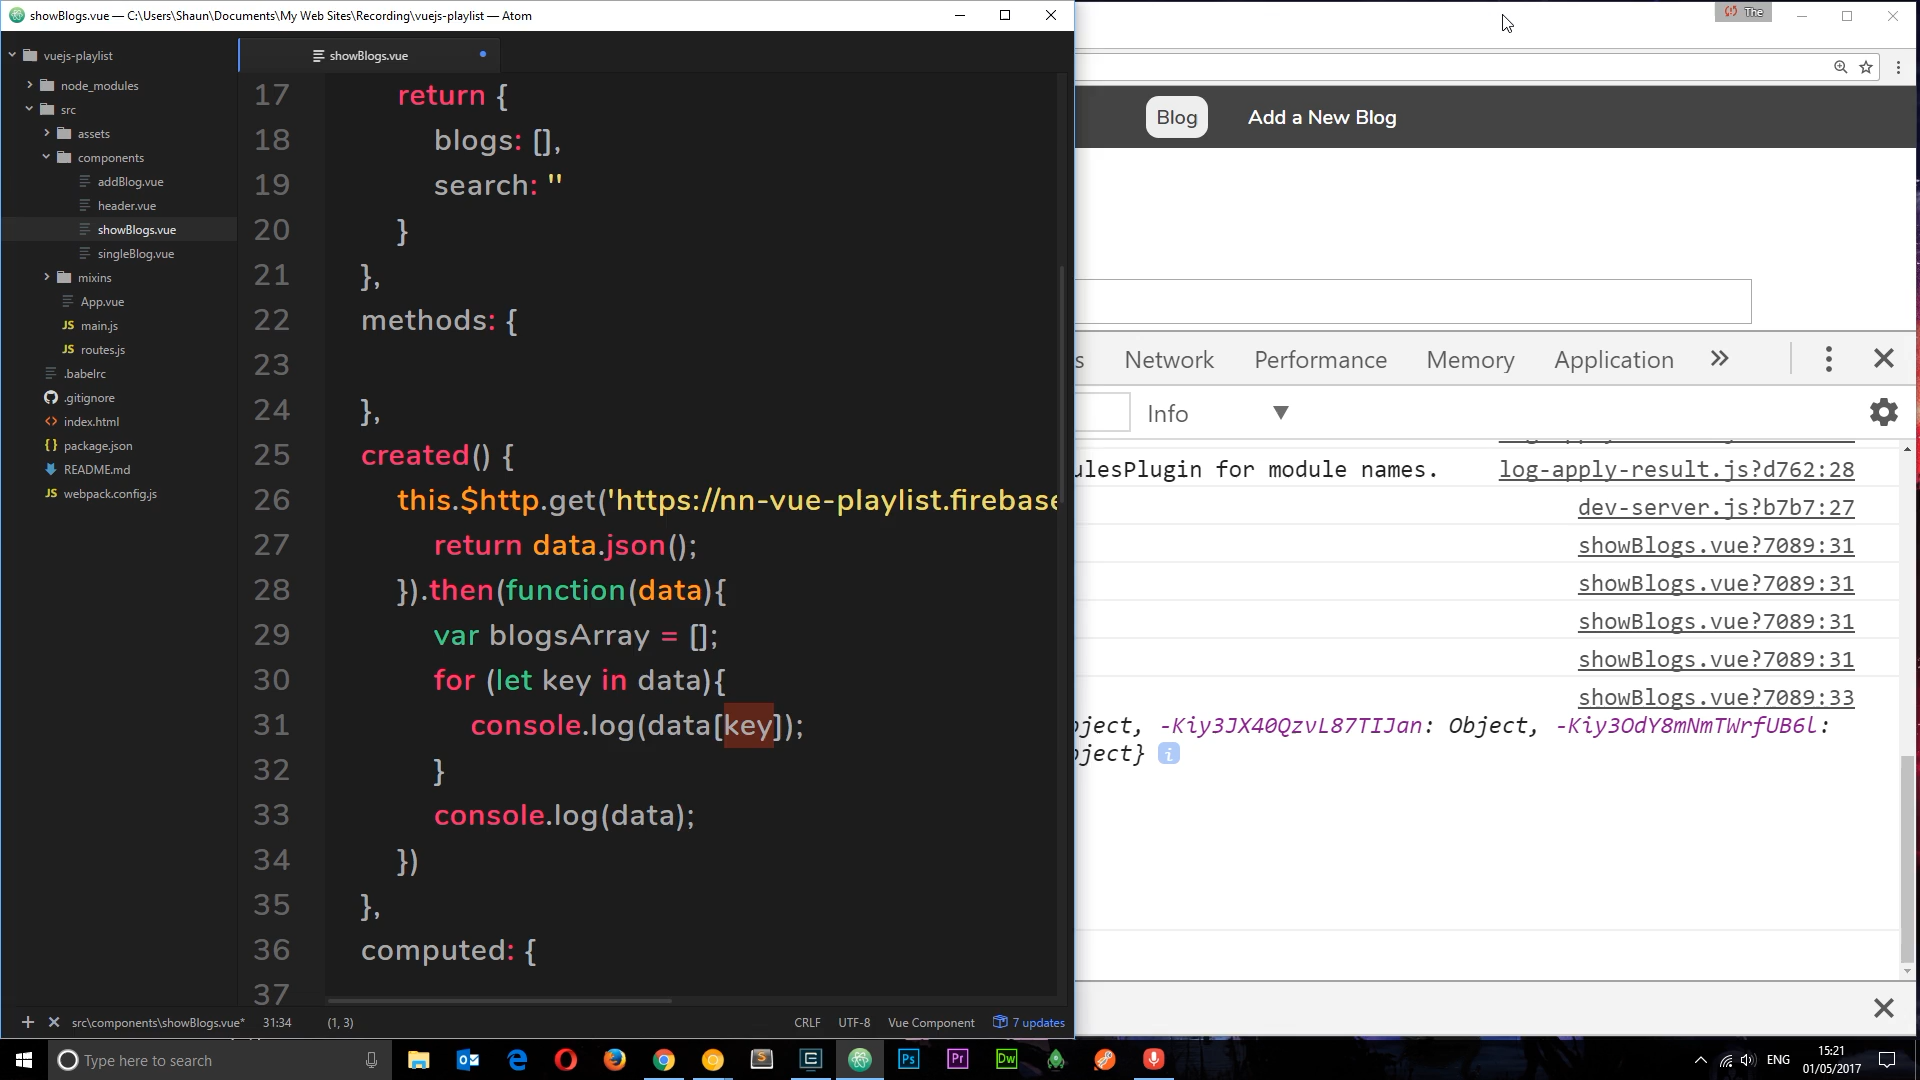 showBlogs.vue — C:\Users\Shaun\Documents\My Web Sites\Recording\vuejs-playlist — Atom
The
vuejs-playlist
node_modules
src
assets
components
addBlog.vue
header.vue
showBlogs.vue
singleBlog.vue
mixins
App.vue
JS main.js
JS routes.js
.babelrc
.gitignore
index.html
package.json
README.md
JS webpack.config.js
showBlogs.vue
17 return {
18 blogs: [],
19 search: ''
20 }
21 },
22 methods: {
23
24 },
25 created() {
26 this.$http.get('https://nn-vue-playlist.firebase
27 return data.json();
28 }).then(function(data){
29 var blogsArray = [];
30 for (let key in data){
31 console.log(data[key]);
32 }
33 console.log(data);
34 })
35 },
36 computed: {
37
src\components\showBlogs.vue* 31:34 (1, 3) CRLF UTF-8 Vue Component 7 updates
Blog Add a New Blog
s Network Performance Memory Application
Info
ulesPlugin for module names. log-apply-result.js?d762:28
dev-server.js?b7b7:27
showBlogs.vue?7089:31
showBlogs.vue?7089:31
showBlogs.vue?7089:31
showBlogs.vue?7089:31
showBlogs.vue?7089:33
bject, -Kiy3JX40QzvL87TIJan: Object, -Kiy3OdY8mNmTWrfUB6l:
bject} i
Type here to search
Ps Pr Dw
ENG 15:21
01/05/2017